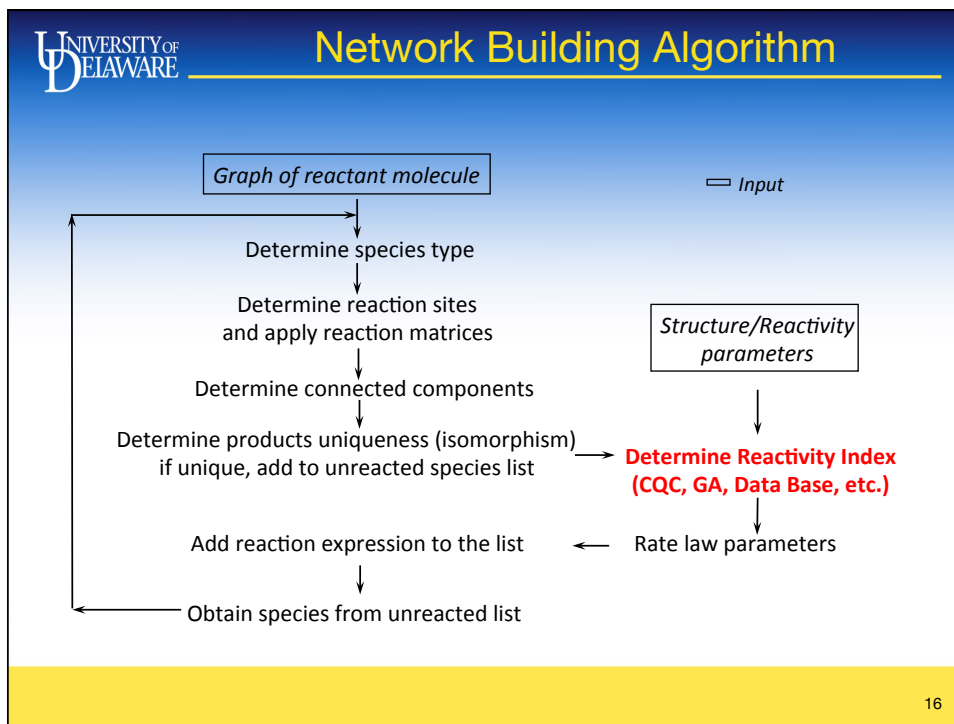 UNIVERSITY OF
DELAWARE
Network Building Algorithm
Graph of reactant molecule
Input
Determine species type
Determine reaction sites
and apply reaction matrices
Structure/Reactivity
parameters
Determine connected components
Determine products uniqueness (isomorphism)
if unique, add to unreacted species list
Determine Reactivity Index
(CQC, GA, Data Base, etc.)
Add reaction expression to the list
Rate law parameters
Obtain species from unreacted list
16